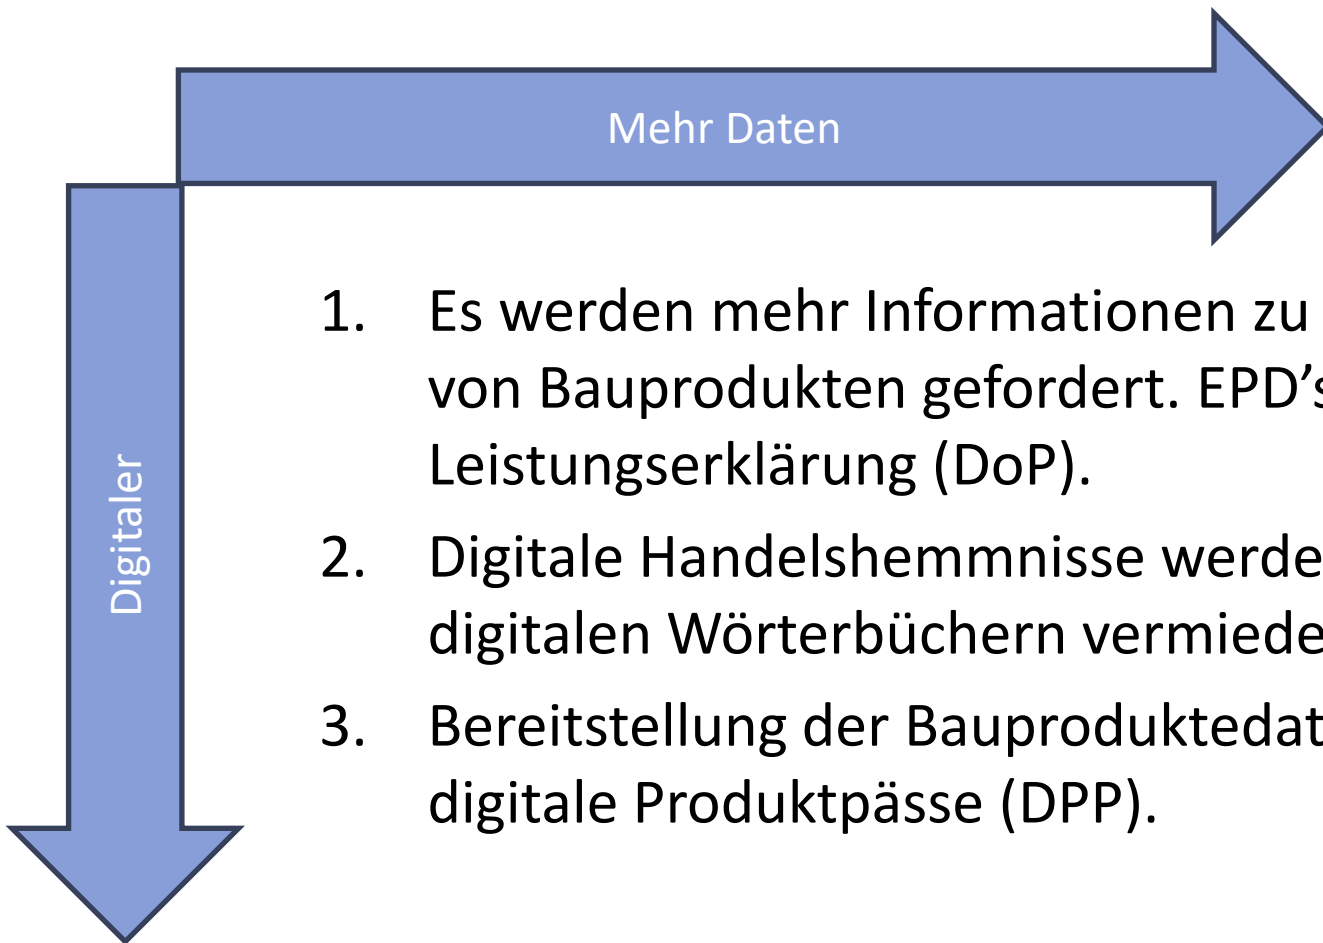 Mehr Daten
Digitaler
1. Es werden mehr Informationen zu
von Bauprodukten gefordert. EPD’s
Leistungserklärung (DoP).
2. Digitale Handelshemmnisse werde
digitalen Wörterbüchern vermiede
3. Bereitstellung der Bauproduktedat
digitale Produktpässe (DPP).